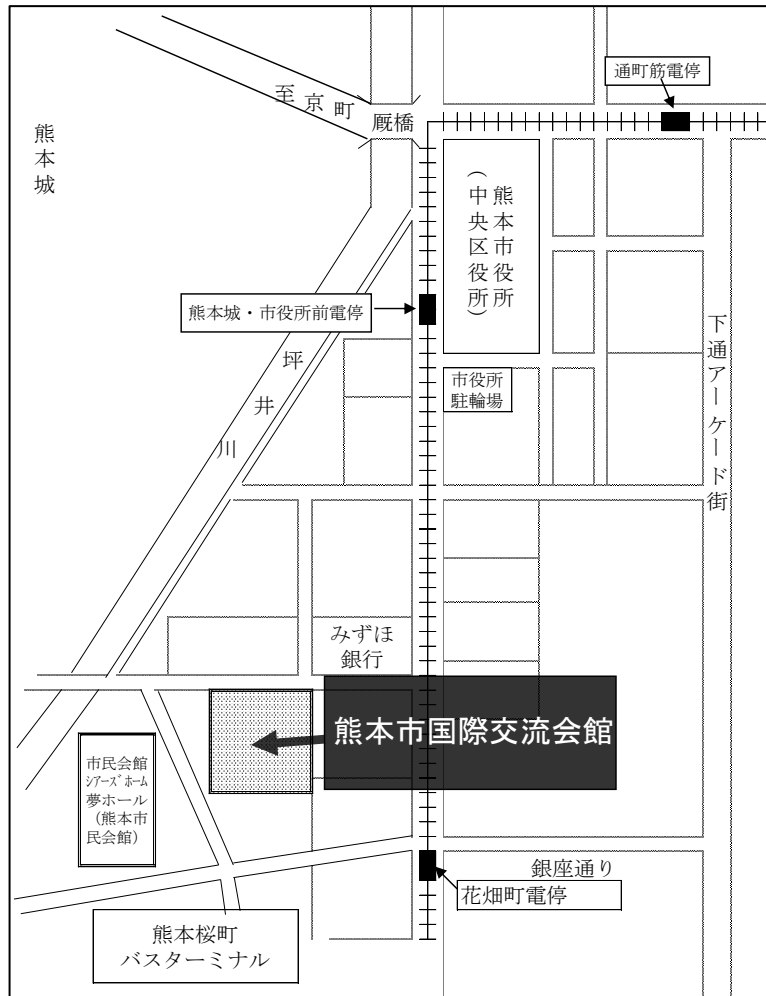 通町筋電停
至京町
厩橋
熊本城
熊本市役所
(中央区役所)
熊本城・市役所前電停
坪井川
市役所
駐輪場
下通アーケード街
みずほ
銀行
熊本市国際交流会館
市民会館
シアーズホーム
夢ホール
(熊本市
民会館)
銀座通り
花畑町電停
熊本桜町
バスターミナル